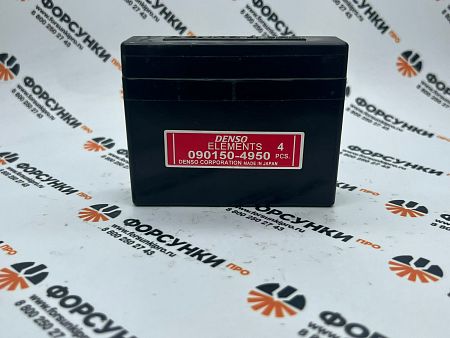 DENSO
ELEMENTS 4
090150-4950 PCS.
DENSO CORPORATION MADE IN JAPAN
ФОРСУНКИ ПРО
www.forsunkipro.ru
8 800 250 27 43